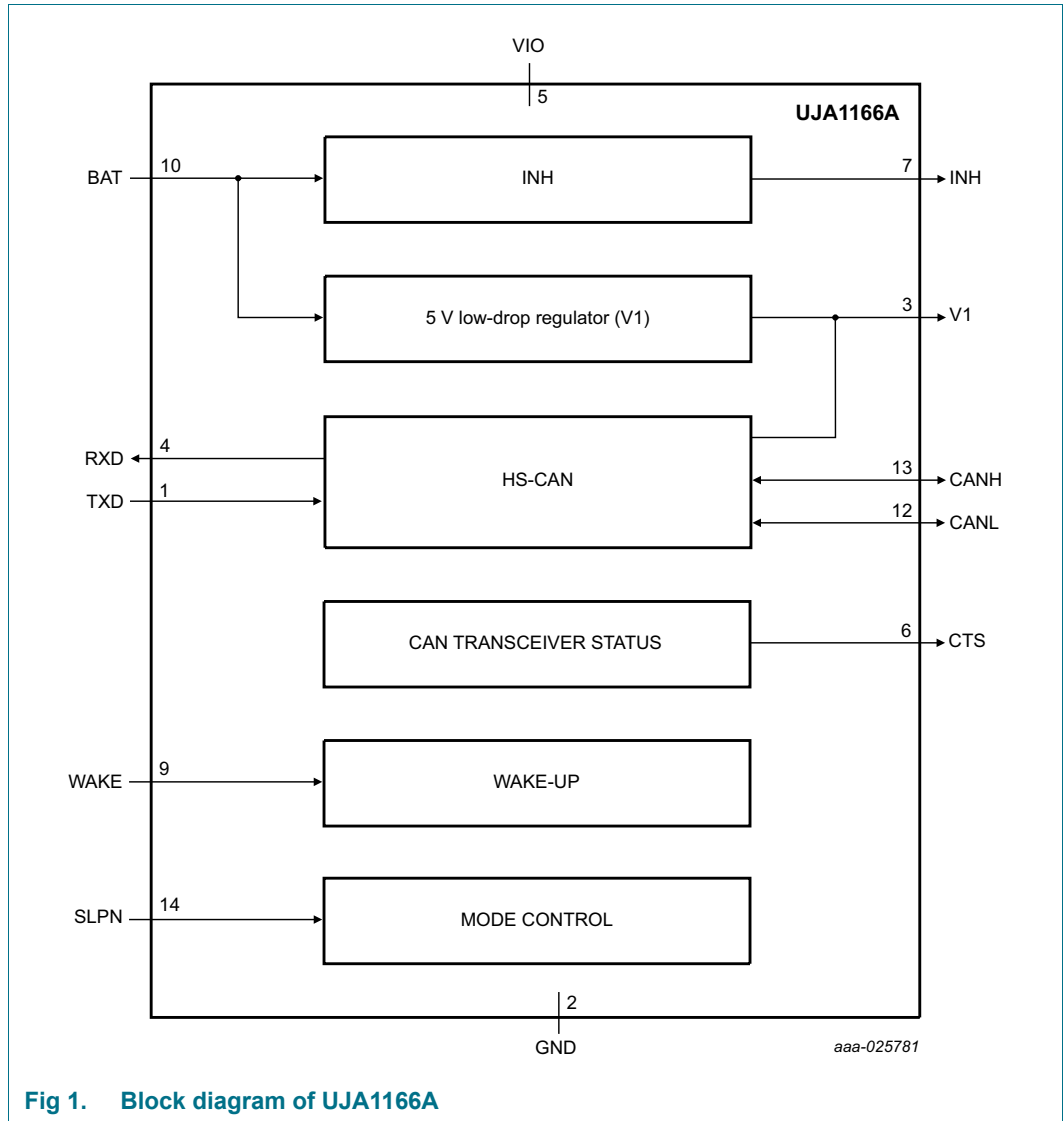 VIO
5
UJA1166A
BAT
10
INH
7
INH
5 V low-drop regulator (V1)
3
V1
RXD
4
TXD
1
HS-CAN
13
CANH
12
CANL
CAN TRANSCEIVER STATUS
6
CTS
WAKE
9
WAKE-UP
SLPN
14
MODE CONTROL
2
GND
aaa-025781
Fig 1. Block diagram of UJA1166A